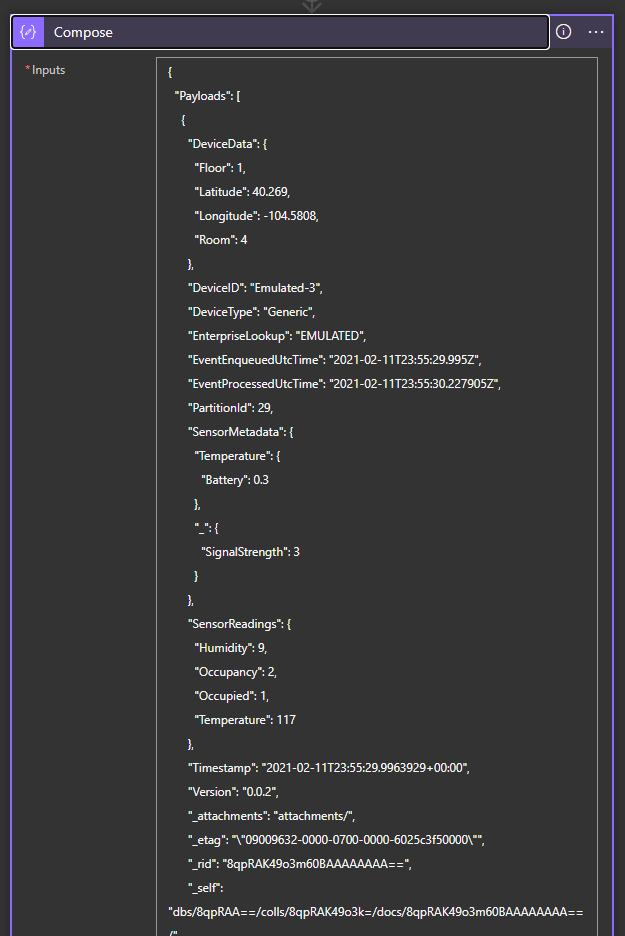 Compose
* Inputs
{
"Payloads": [
{
"DeviceData": {
"Floor": 1,
"Latitude": 40.269,
"Longitude": -104.5808,
"Room": 4
},
"DeviceID": "Emulated-3",
"DeviceType": "Generic",
"EnterpriseLookup": "EMULATED",
"EventEnqueuedUtcTime": "2021-02-11T23:55:29.995Z",
"EventProcessedUtcTime": "2021-02-11T23:55:30.227905Z",
"PartitionId": 29,
"SensorMetadata": {
"Temperature": {
"Battery": 0.3
},
"_": {
"SignalStrength": 3
}
},
"SensorReadings": {
"Humidity": 9,
"Occupancy": 2,
"Occupied": 1,
"Temperature": 117
},
"Timestamp": "2021-02-11T23:55:29.9963929+00:00",
"Version": "0.0.2",
"_attachments": "attachments/",
"_etag": "\"09009632-0000-0700-0000-6025c3f50000\"",
"_rid": "8qpRAK49o3m60BAAAAAAAA==",
"_self":
"dbs/8qpRAA==/colls/8qpRAK49o3k=/docs/8qpRAK49o3m60BAAAAAAAA==
/"